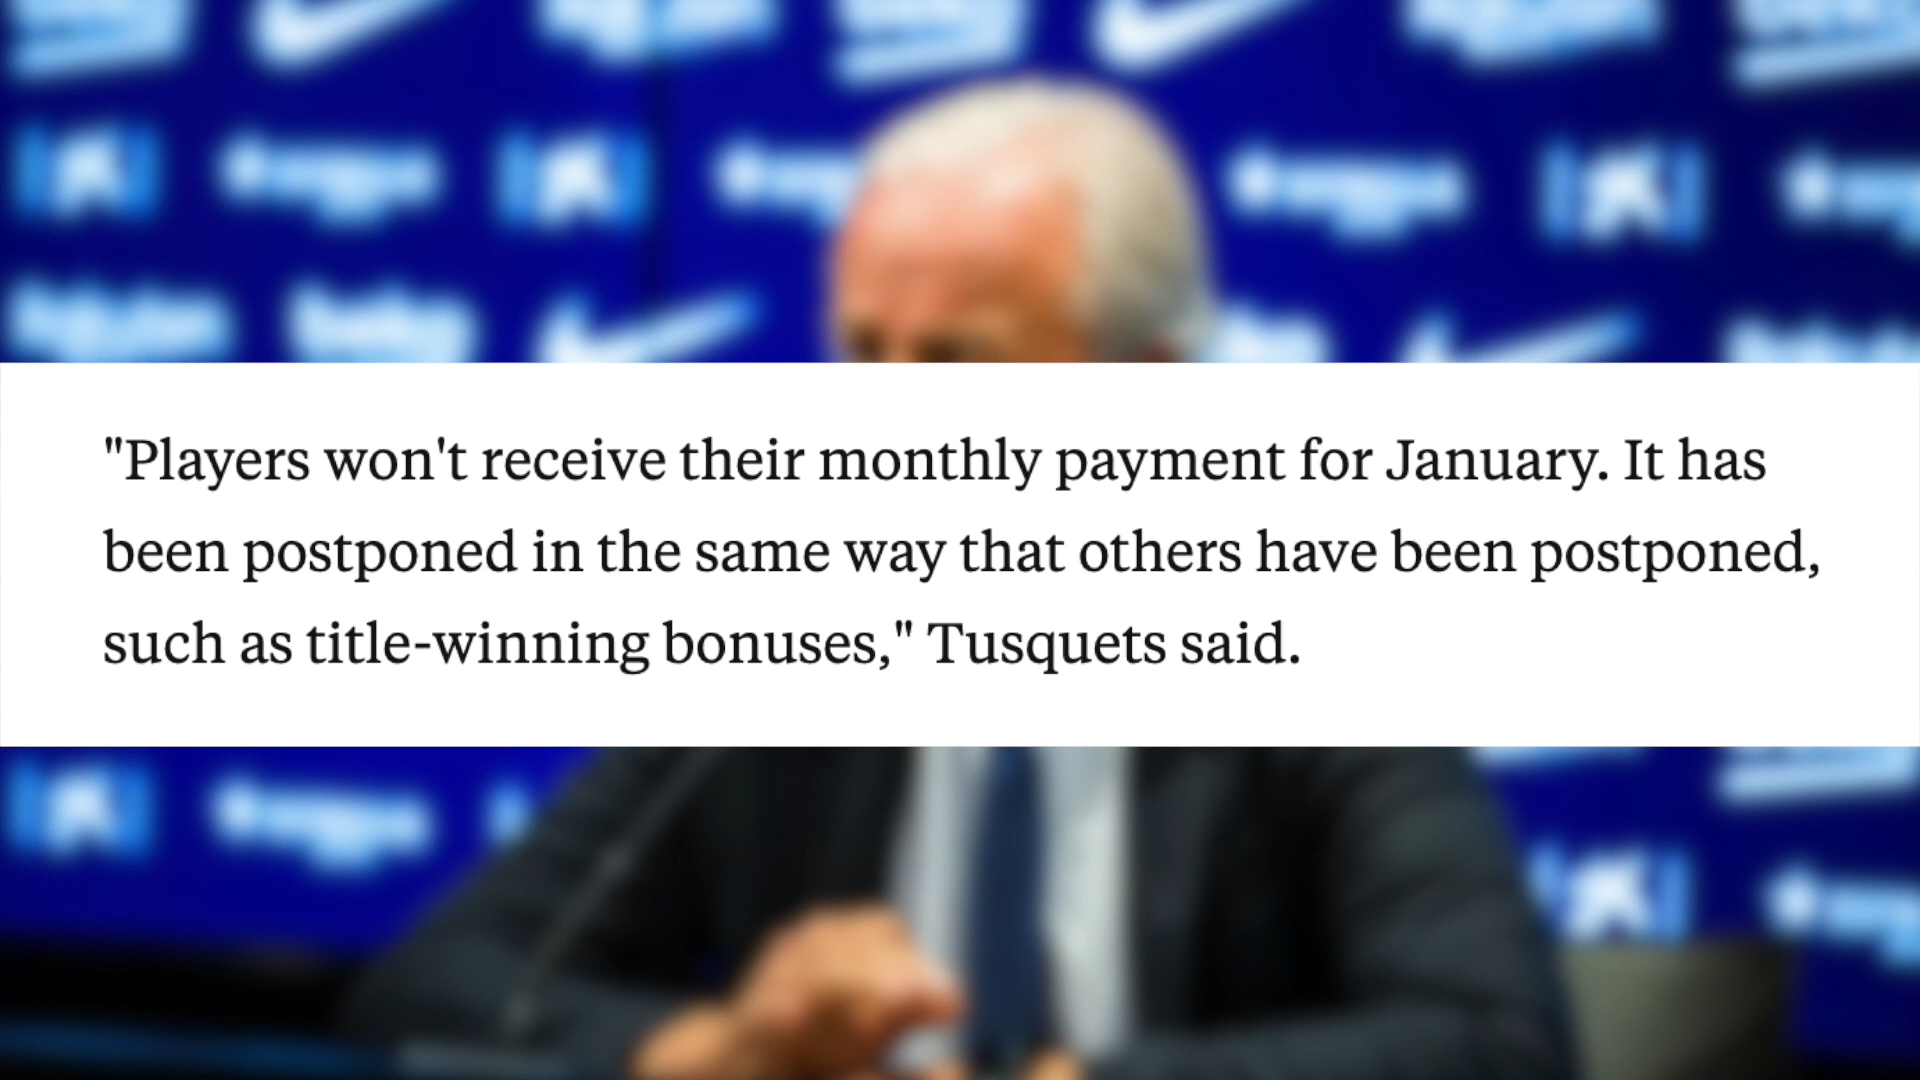 "Players won't receive their monthly payment for January. It has
been postponed in the same way that others have been postponed,
such as title-winning bonuses," Tusquets said.